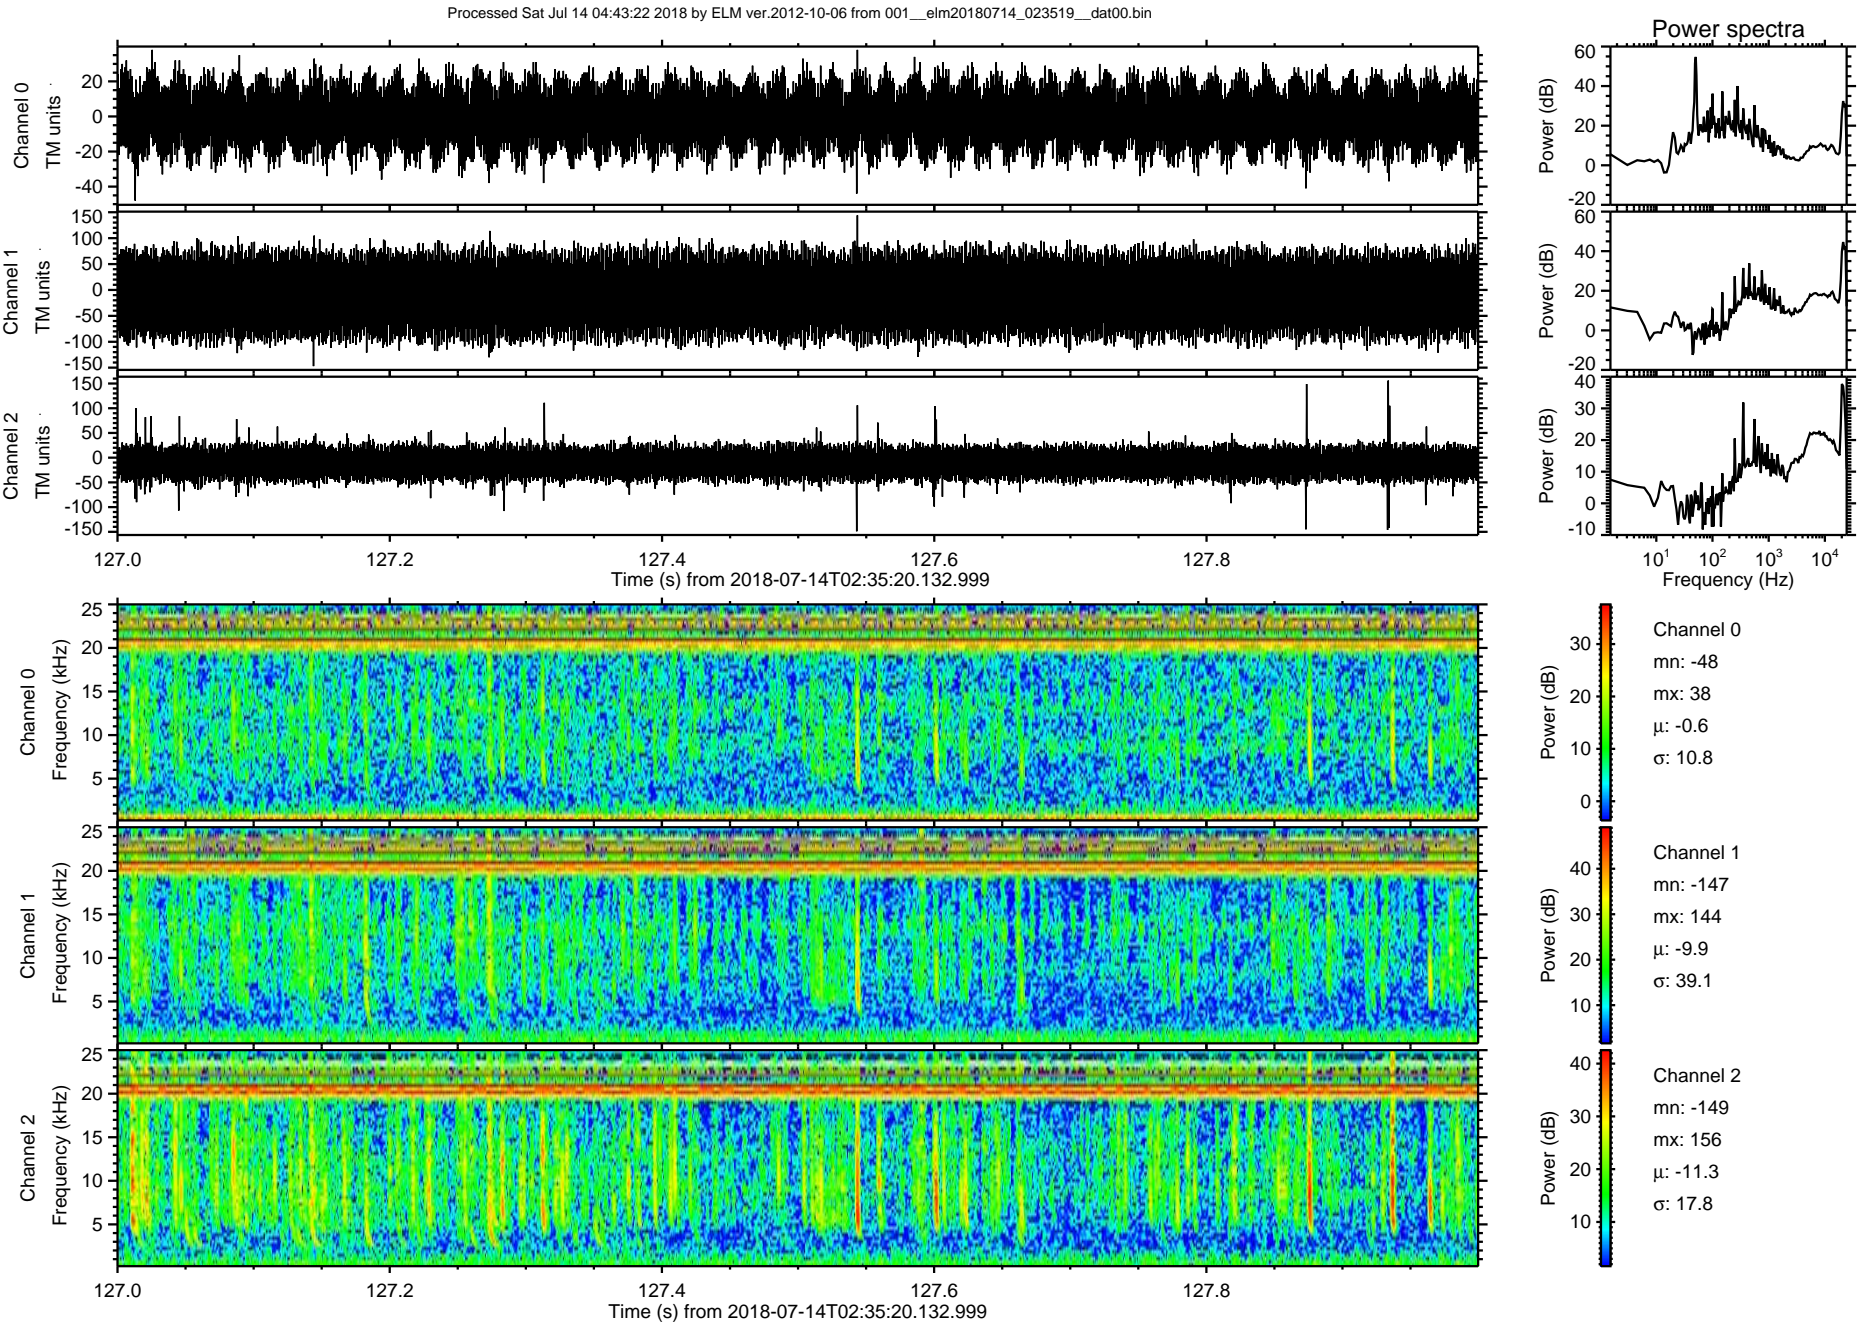 Processed Sat Jul 14 04:43:22 2018 by ELM ver.2012-10-06 from 001__elm20180714_023519__dat00.bin
Power spectra
Channel 0
TM units
20
0
-20
-40
Power (dB)
60
40
20
0
-20
Channel 1
TM units
150
100
50
0
-50
-100
-150
Power (dB)
60
40
20
0
-20
Channel 2
TM units
150
100
50
0
-50
-100
-150
Power (dB)
40
30
20
10
0
-10
127.0 127.2 127.4 127.6 127.8
Time (s) from 2018-07-14T02:35:20.132.999
10^1 10^2 10^3 10^4
Frequency (Hz)
Channel 0
Frequency (kHz)
25
20
15
10
5
Power (dB)
30
20
10
0
Channel 0
mn: -48
mx: 38
μ: -0.6
σ: 10.8
Channel 1
Frequency (kHz)
25
20
15
10
5
Power (dB)
40
30
20
10
Channel 1
mn: -147
mx: 144
μ: -9.9
σ: 39.1
Channel 2
Frequency (kHz)
25
20
15
10
5
Power (dB)
40
30
20
10
Channel 2
mn: -149
mx: 156
μ: -11.3
σ: 17.8
127.0 127.2 127.4 127.6 127.8
Time (s) from 2018-07-14T02:35:20.132.999